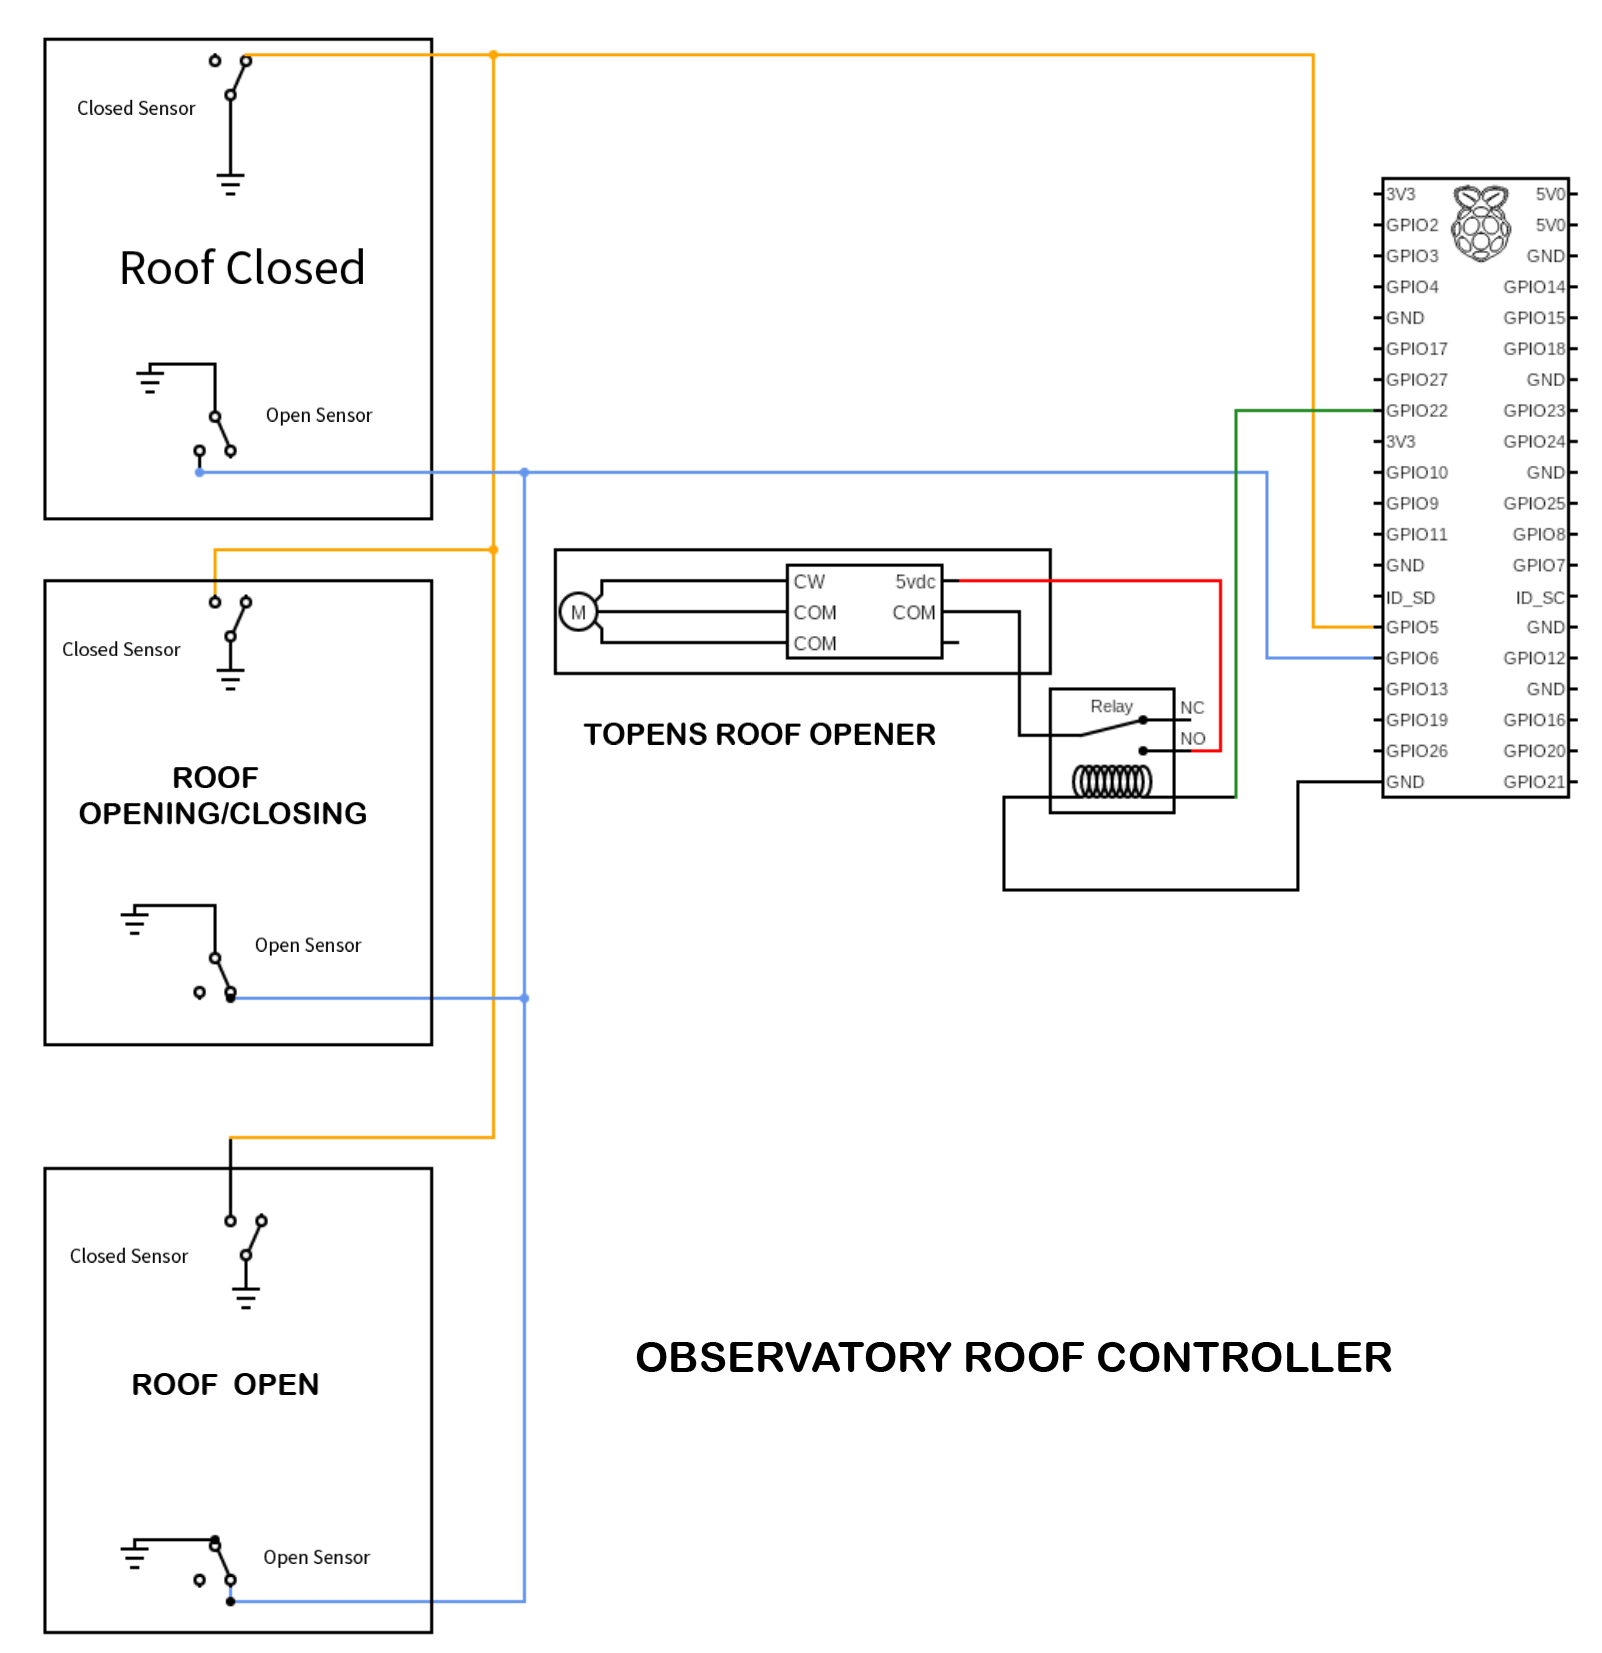 Closed Sensor
Roof Closed
Open Sensor
Closed Sensor
ROOF
OPENING/CLOSING
Open Sensor
Closed Sensor
ROOF OPEN
Open Sensor
M
CW
COM
COM
5vdc
COM
TOPENS ROOF OPENER
Relay
NC
NO
3V3
GPIO2
GPIO3
GPIO4
GND
GPIO17
GPIO27
GPIO22
3V3
GPIO10
GPIO9
GPIO11
GND
ID_SD
GPIO5
GPIO6
GPIO13
GPIO19
GPIO26
GND
5V0
5V0
GND
GPIO14
GPIO15
GPIO18
GND
GPIO23
GPIO24
GND
GPIO25
GPIO8
GPIO7
ID_SC
GND
GPIO12
GND
GPIO16
GPIO20
GPIO21
OBSERVATORY ROOF CONTROLLER